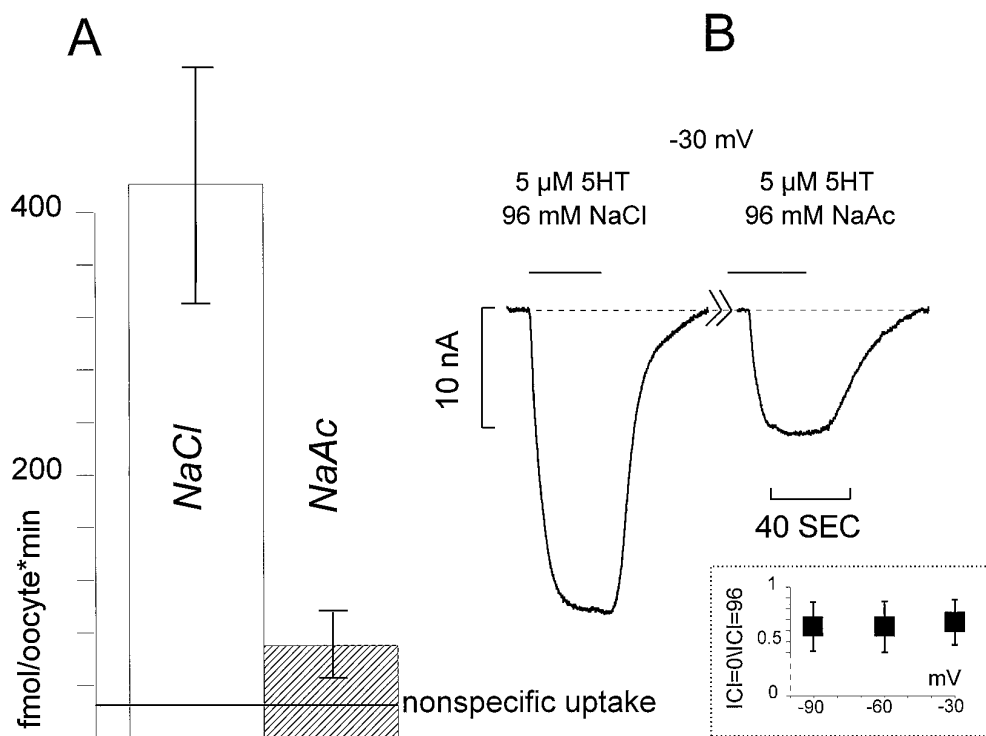 A
400
200
fmol/oocyte*min
NaCl
NaAc
nonspecific uptake
B
-30 mV
5 µM 5HT
96 mM NaCl
5 µM 5HT
96 mM NaAc
10 nA
40 SEC
ICl=0\ICl=96
1
0.5
0
mV
-90
-60
-30